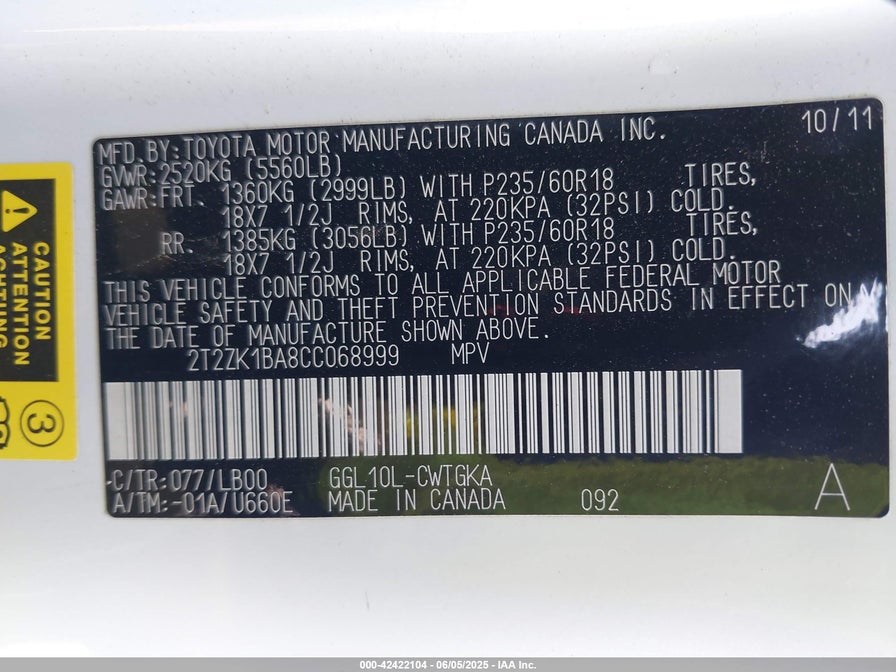 MFD. BY: TOYOTA MOTOR MANUFACTURING CANADA INC. 10/11
GVWR: 2520KG (5560LB)
GAWR: FRT. 1360KG (2999LB) WITH P235/60R18 TIRES,
18X7 1/2J RIMS, AT 220KPA (32PSI) COLD.
RR. 1385KG (3056LB) WITH P235/60R18 TIRES,
18X7 1/2J RIMS, AT 220KPA (32PSI) COLD.
THIS VEHICLE CONFORMS TO ALL APPLICABLE FEDERAL MOTOR
VEHICLE SAFETY AND THEFT PREVENTION STANDARDS IN EFFECT ON
THE DATE OF MANUFACTURE SHOWN ABOVE.
2T2ZK1BA8CC068999 MPV
C/TR: 077/LB00 GGL10L-CWTGKA
A/TM: -01A/U660E MADE IN CANADA 092 A
CAUTION
ATTENTION
ACHTUNG
3
000-42422104 - 06/05/2025 - IAA Inc.